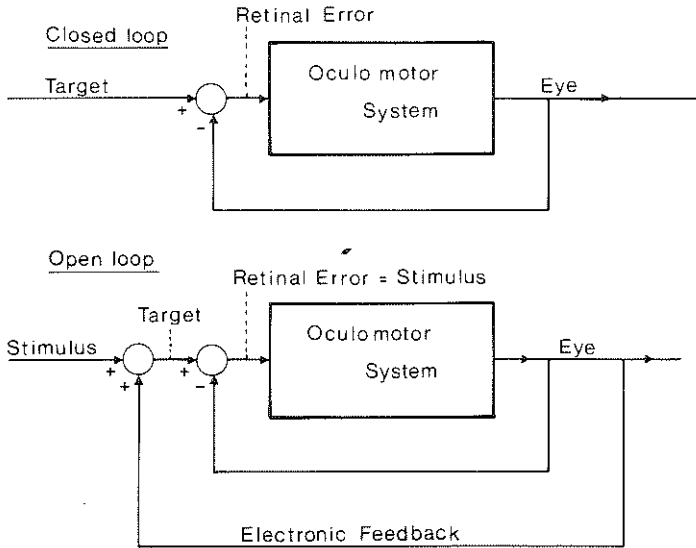 Retinal Error
Closed loop
Target
Oculo motor
System
Eye
+
-
Open loop
Retinal Error = Stimulus
Target
Oculo motor
System
Stimulus
Eye
+
+
+
-
Electronic Feedback